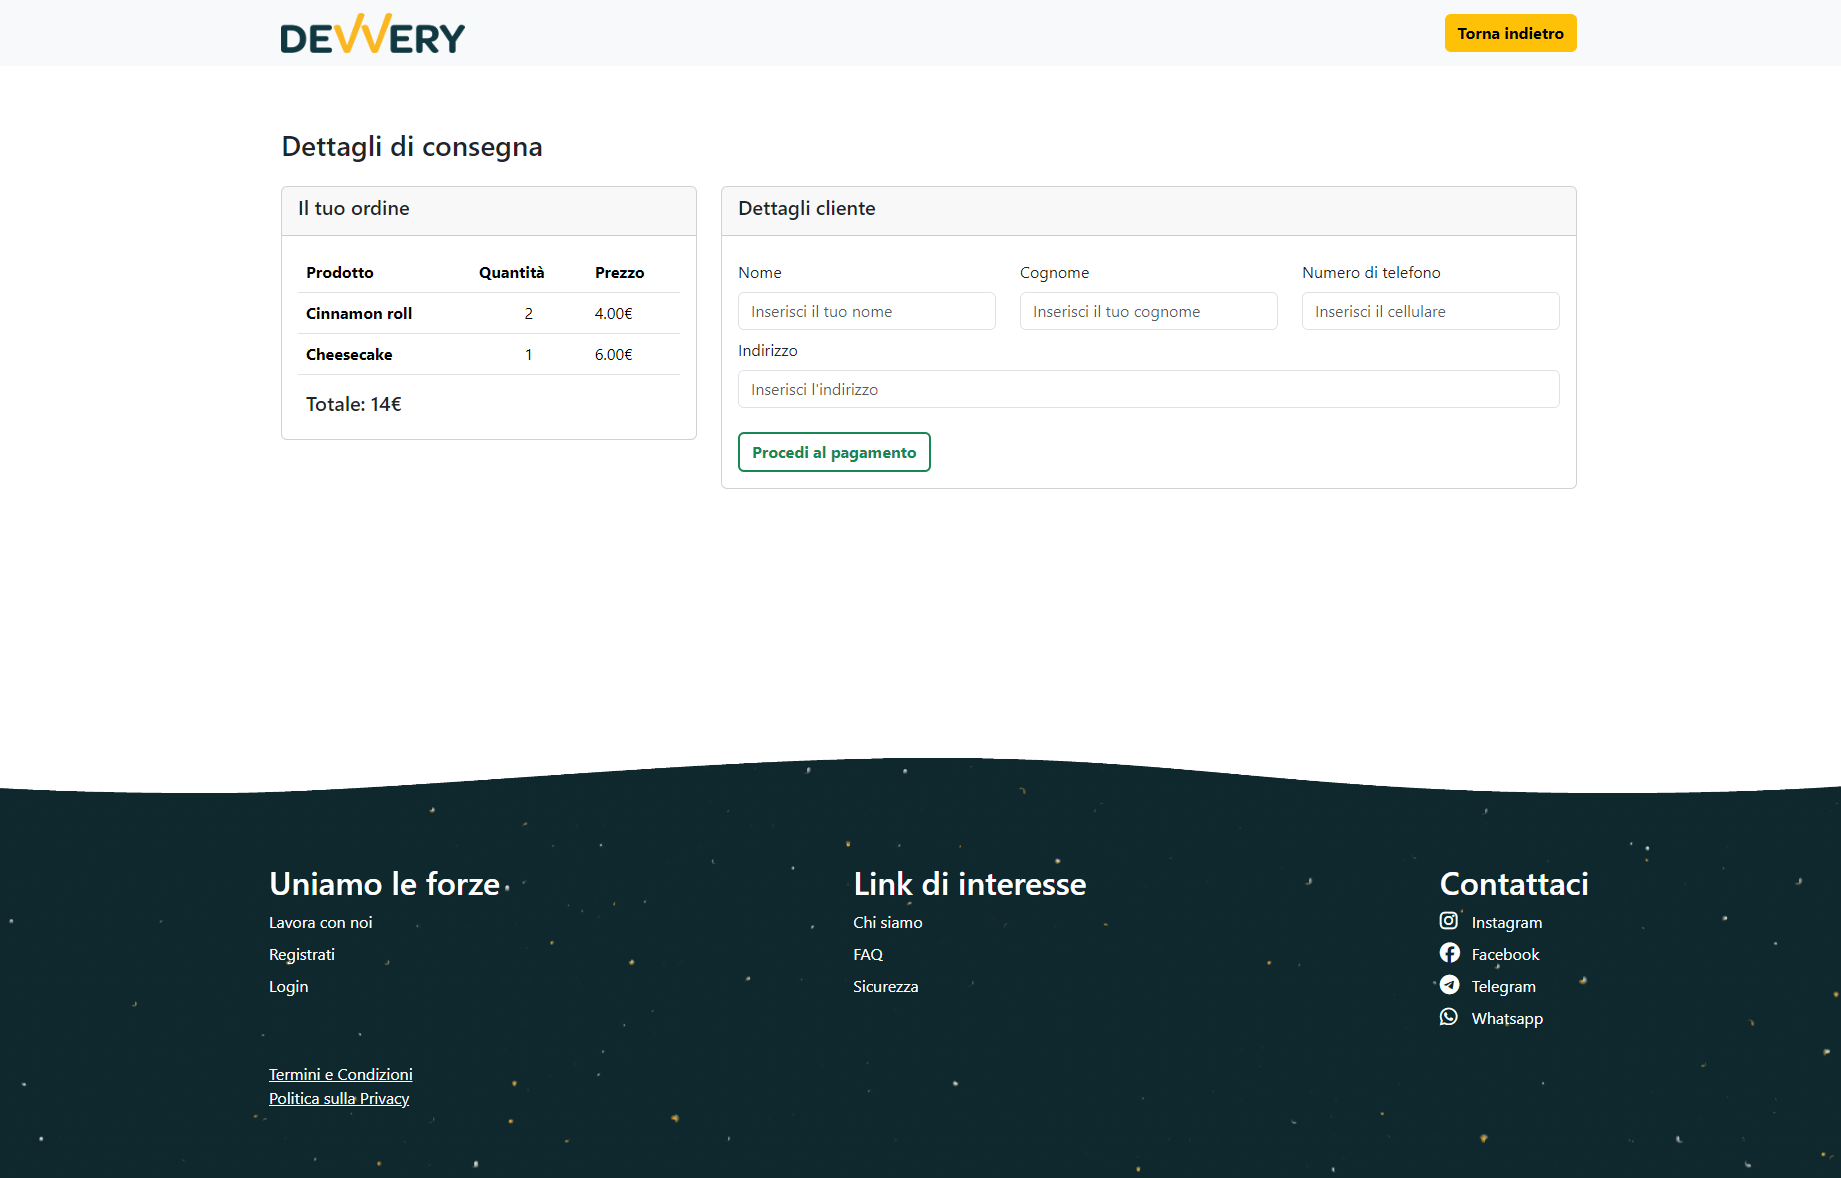 DEVVERY
Torna indietro
Dettagli di consegna
Il tuo ordine
Prodotto Quantità Prezzo
Cinnamon roll 2 4.00€
Cheesecake 1 6.00€
Totale: 14€
Dettagli cliente
Nome Cognome Numero di telefono
Inserisci il tuo nome Inserisci il tuo cognome Inserisci il cellulare
Indirizzo
Inserisci l'indirizzo
Procedi al pagamento
Uniamo le forze
Lavora con noi
Registrati
Login
Link di interesse
Chi siamo
FAQ
Sicurezza
Contattaci
Instagram
Facebook
Telegram
Whatsapp
Termini e Condizioni
Politica sulla Privacy